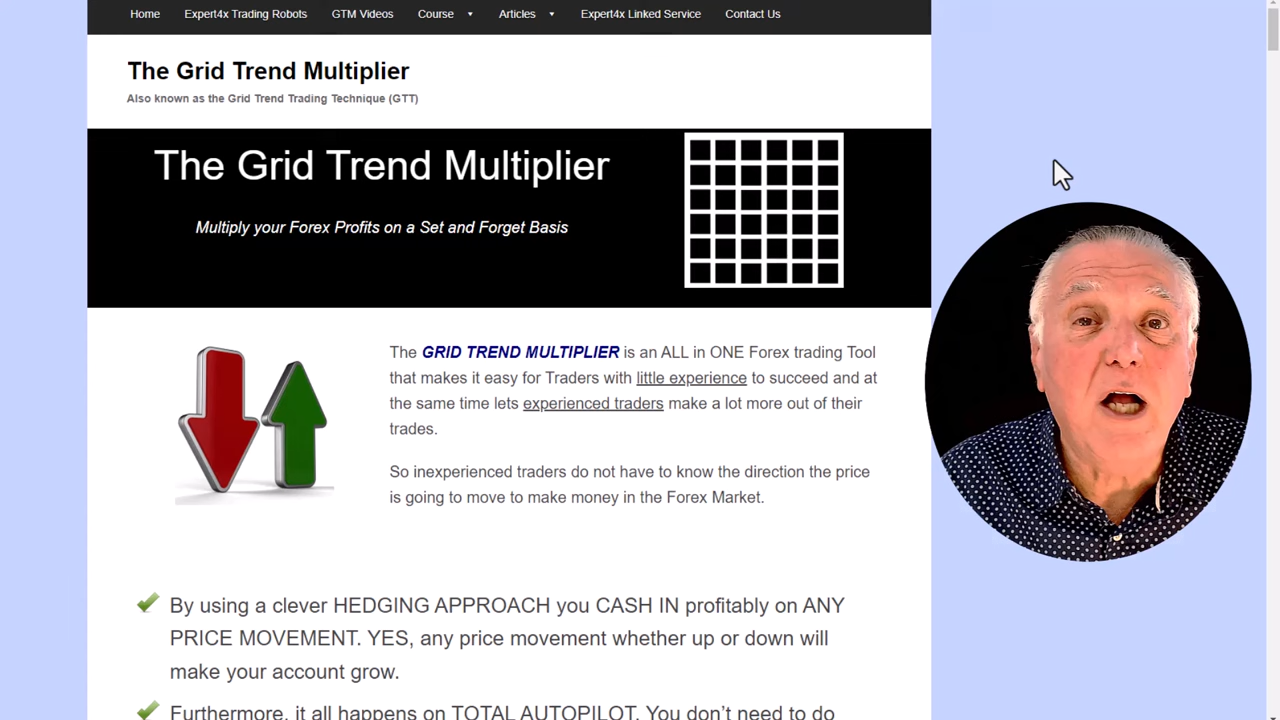 Home Expert4x Trading Robots GTM Videos Course Articles Expert4x Linked Service Contact Us
The Grid Trend Multiplier
Also known as the Grid Trend Trading Technique (GTT)
The Grid Trend Multiplier
Multiply your Forex Profits on a Set and Forget Basis
The GRID TREND MULTIPLIER is an ALL in ONE Forex trading Tool
that makes it easy for Traders with little experience to succeed and at
the same time lets experienced traders make a lot more out of their
trades.
So inexperienced traders do not have to know the direction the price
is going to move to make money in the Forex Market.
By using a clever HEDGING APPROACH you CASH IN profitably on ANY
PRICE MOVEMENT. YES, any price movement whether up or down will
make your account grow.
Furthermore, it all happens on TOTAL AUTOPILOT. You don’t need to do